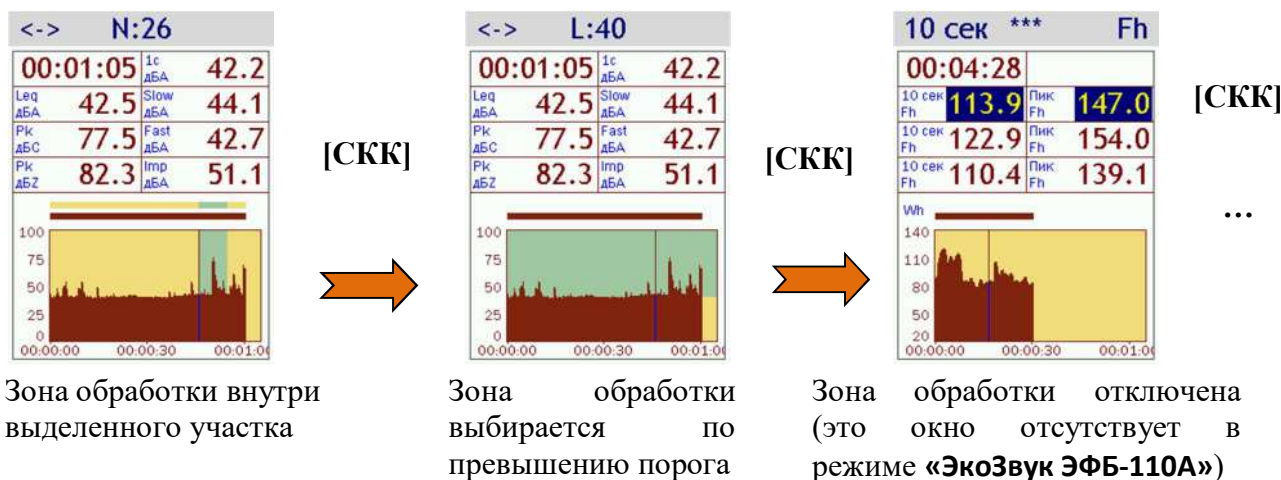 <-> N:26
00:01:05 1с дБА 42.2
Leq дБА 42.5 Slow дБА 44.1
Pk дБС 77.5 Fast дБА 42.7
Pk дБZ 82.3 Imp дБА 51.1
100
75
50
25
0
00:00:00 00:00:30 00:01:00
[СКК]
<-> L:40
00:01:05 1с дБА 42.2
Leq дБА 42.5 Slow дБА 44.1
Pk дБС 77.5 Fast дБА 42.7
Pk дБZ 82.3 Imp дБА 51.1
100
75
50
25
0
00:00:00 00:00:30 00:01:00
[СКК]
10 сек *** Fh
00:04:28
10 сек Fh 113.9 Пик Fh 147.0
10 сек Fh 122.9 Пик Fh 154.0
10 сек Fh 110.4 Пик Fh 139.1
Wh
140
110
80
50
20
00:00:00 00:00:30 00:01:0
[СКК]
...
Зона обработки внутри
выделенного участка
Зона обработки
выбирается по
превышению порога
Зона обработки отключена
(это окно отсутствует в
режиме «ЭкоЗвук ЭФБ-110А»)